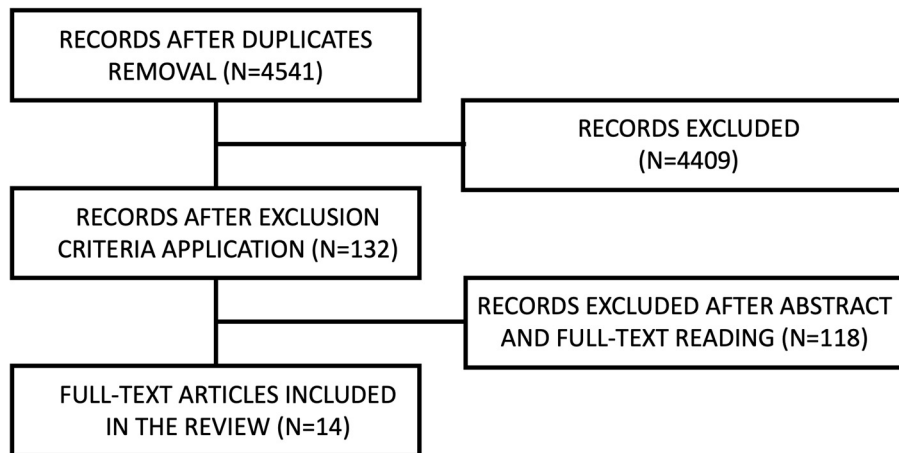 RECORDS AFTER DUPLICATES
REMOVAL (N=4541)
RECORDS EXCLUDED
(N=4409)
RECORDS AFTER EXCLUSION
CRITERIA APPLICATION (N=132)
RECORDS EXCLUDED AFTER ABSTRACT
AND FULL-TEXT READING (N=118)
FULL-TEXT ARTICLES INCLUDED
IN THE REVIEW (N=14)